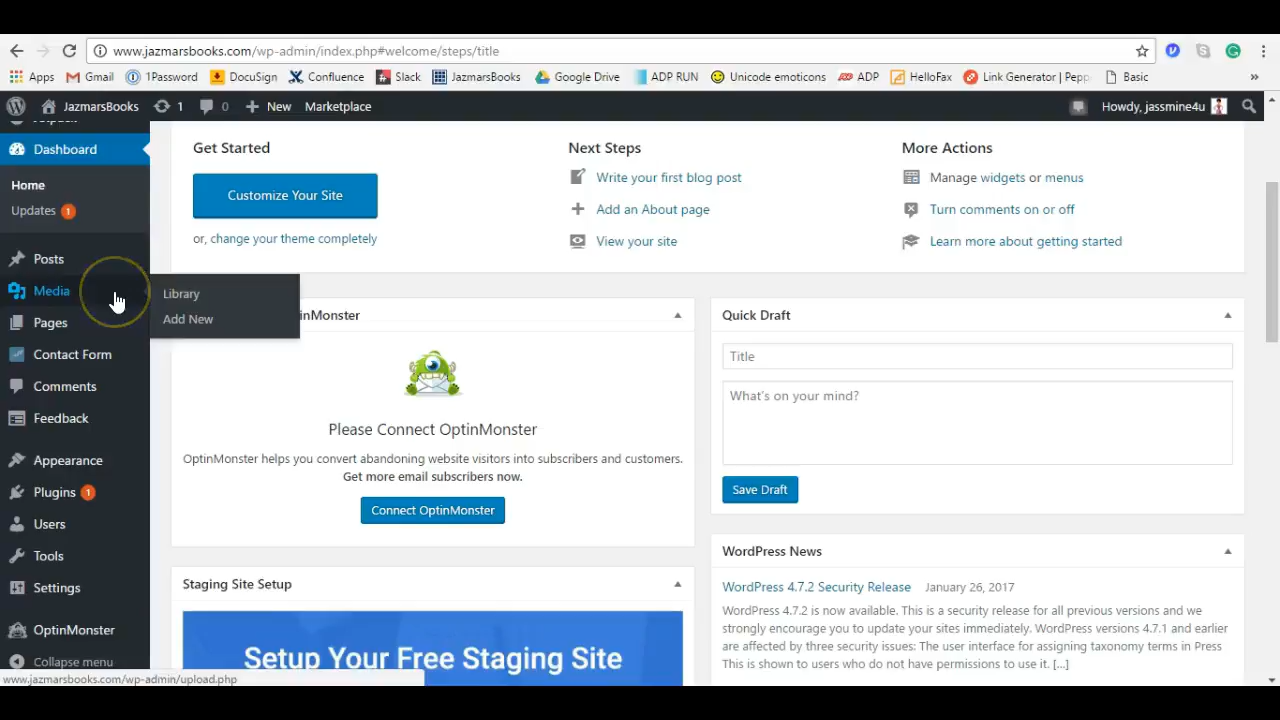 www.jazmarsbooks.com/wp-admin/index.php#welcome/steps/title
Apps Gmail 1Password DocuSign Confluence Slack JazmarsBooks Google Drive ADP RUN Unicode emoticons ADP HelloFax Link Generator | Pepp Basic »
JazmarsBooks 1 0 New Marketplace Howdy, jassmine4u
Jetpack
Dashboard
Home
Updates 1
Posts
Media
Library
Add New
Pages
Contact Form
Comments
Feedback
Appearance
Plugins 1
Users
Tools
Settings
OptinMonster
Collapse menu
Get Started
Customize Your Site
or, change your theme completely
Next Steps
Write your first blog post
Add an About page
View your site
More Actions
Manage widgets or menus
Turn comments on or off
Learn more about getting started
inMonster
Please Connect OptinMonster
OptinMonster helps you convert abandoning website visitors into subscribers and customers.
Get more email subscribers now.
Connect OptinMonster
Staging Site Setup
Setup Your Free Staging Site
Quick Draft
Title
What's on your mind?
Save Draft
WordPress News
WordPress 4.7.2 Security Release January 26, 2017
WordPress 4.7.2 is now available. This is a security release for all previous versions and we
strongly encourage you to update your sites immediately. WordPress versions 4.7.1 and earlier
are affected by three security issues: The user interface for assigning taxonomy terms in Press
This is shown to users who do not have permissions to use it. [...]
www.jazmarsbooks.com/wp-admin/upload.php